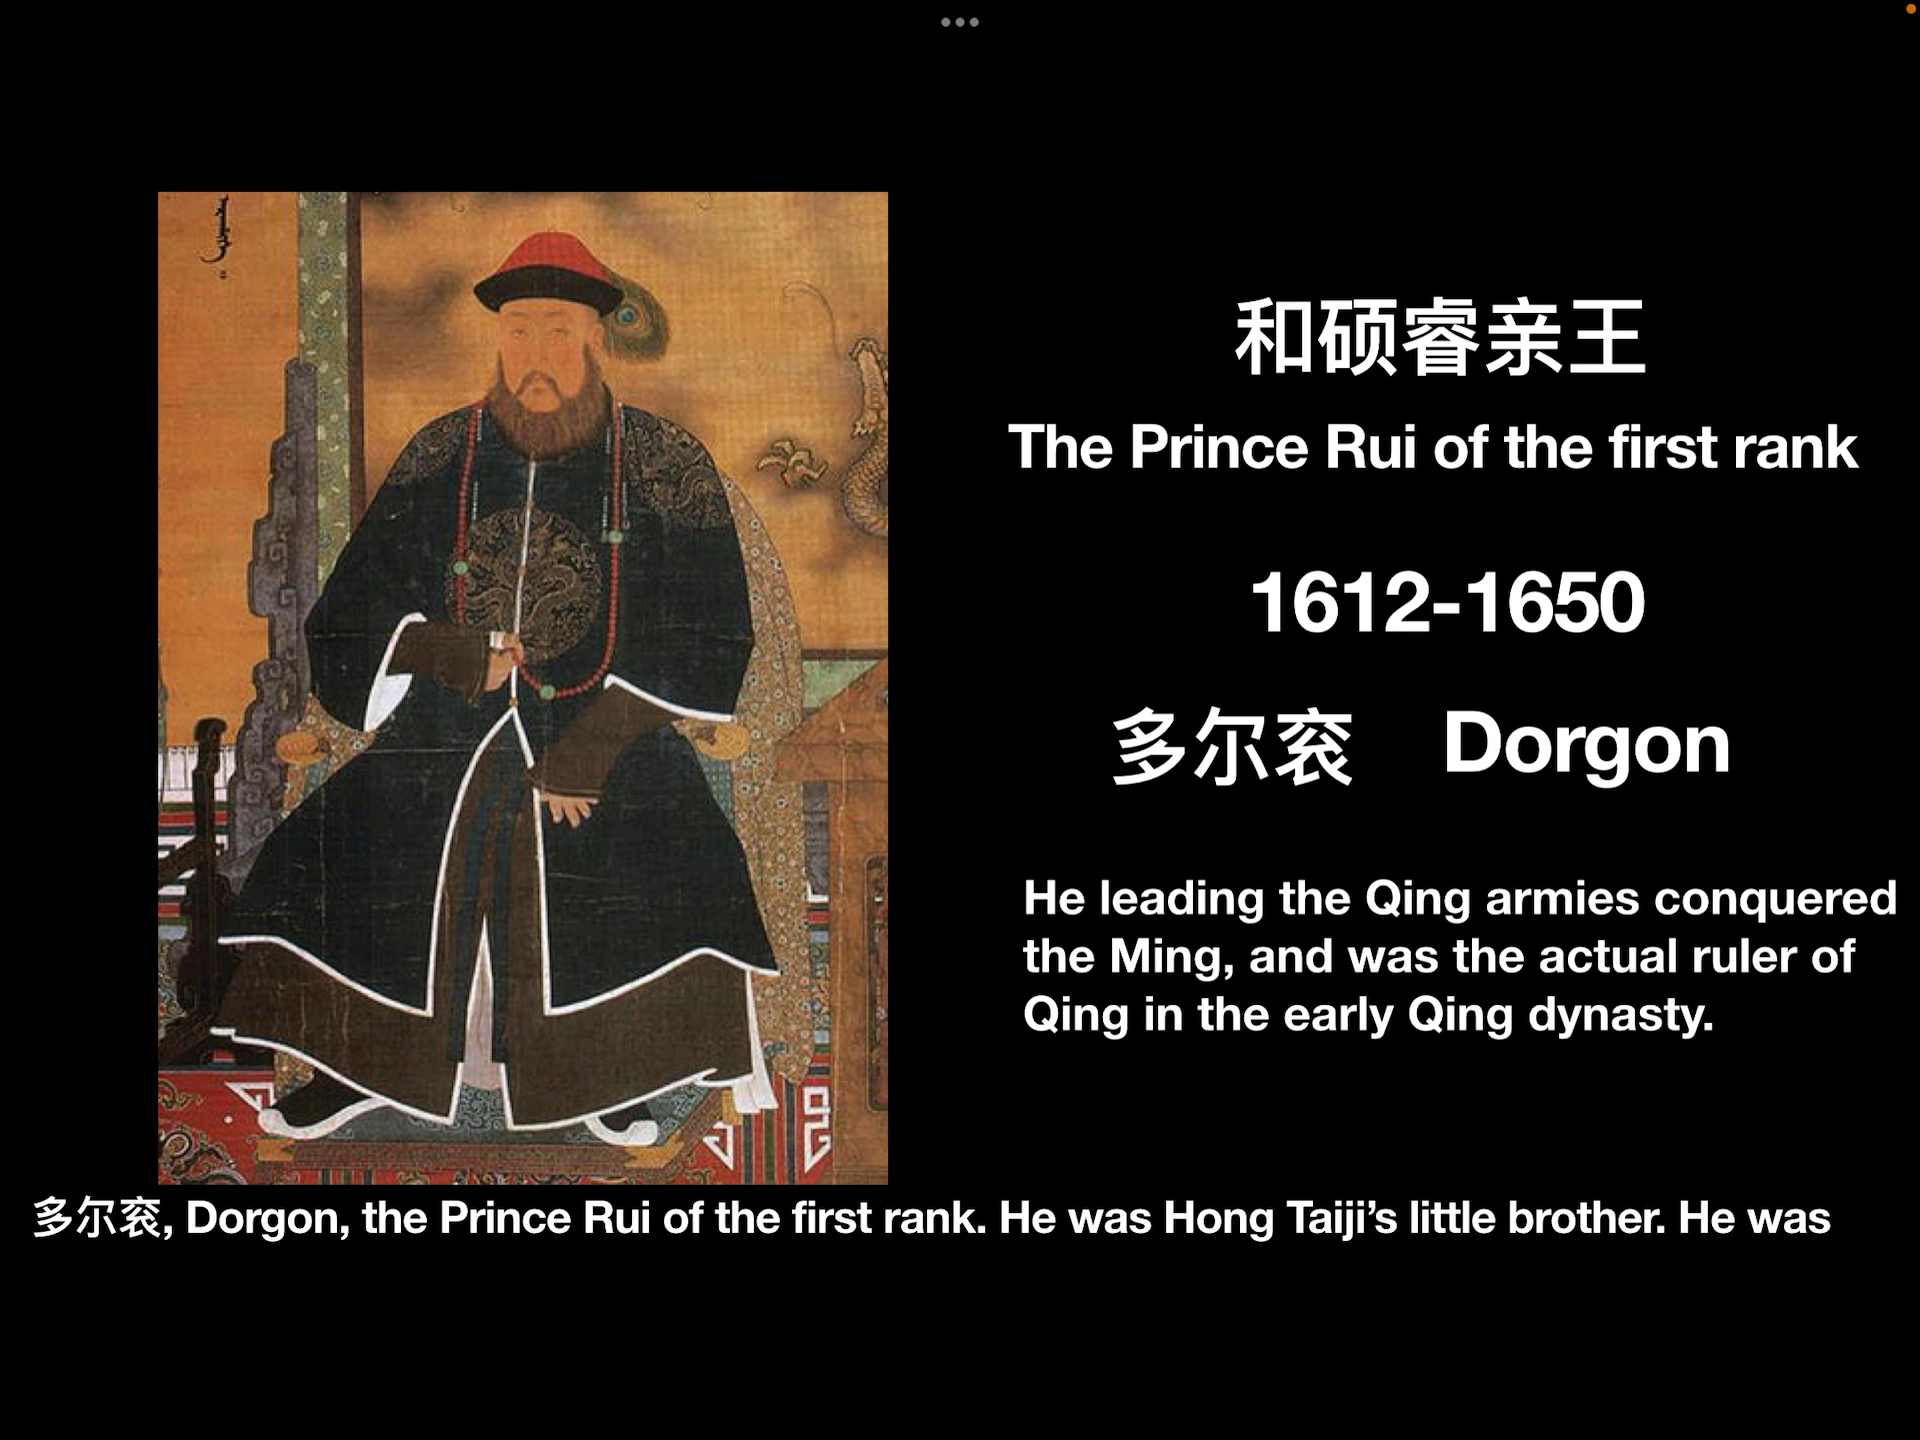 和硕睿亲王
The Prince Rui of the first rank
1612-1650
多尔衮 Dorgon
He leading the Qing armies conquered
the Ming, and was the actual ruler of
Qing in the early Qing dynasty.
多尔衮, Dorgon, the Prince Rui of the first rank. He was Hong Taiji’s little brother. He was